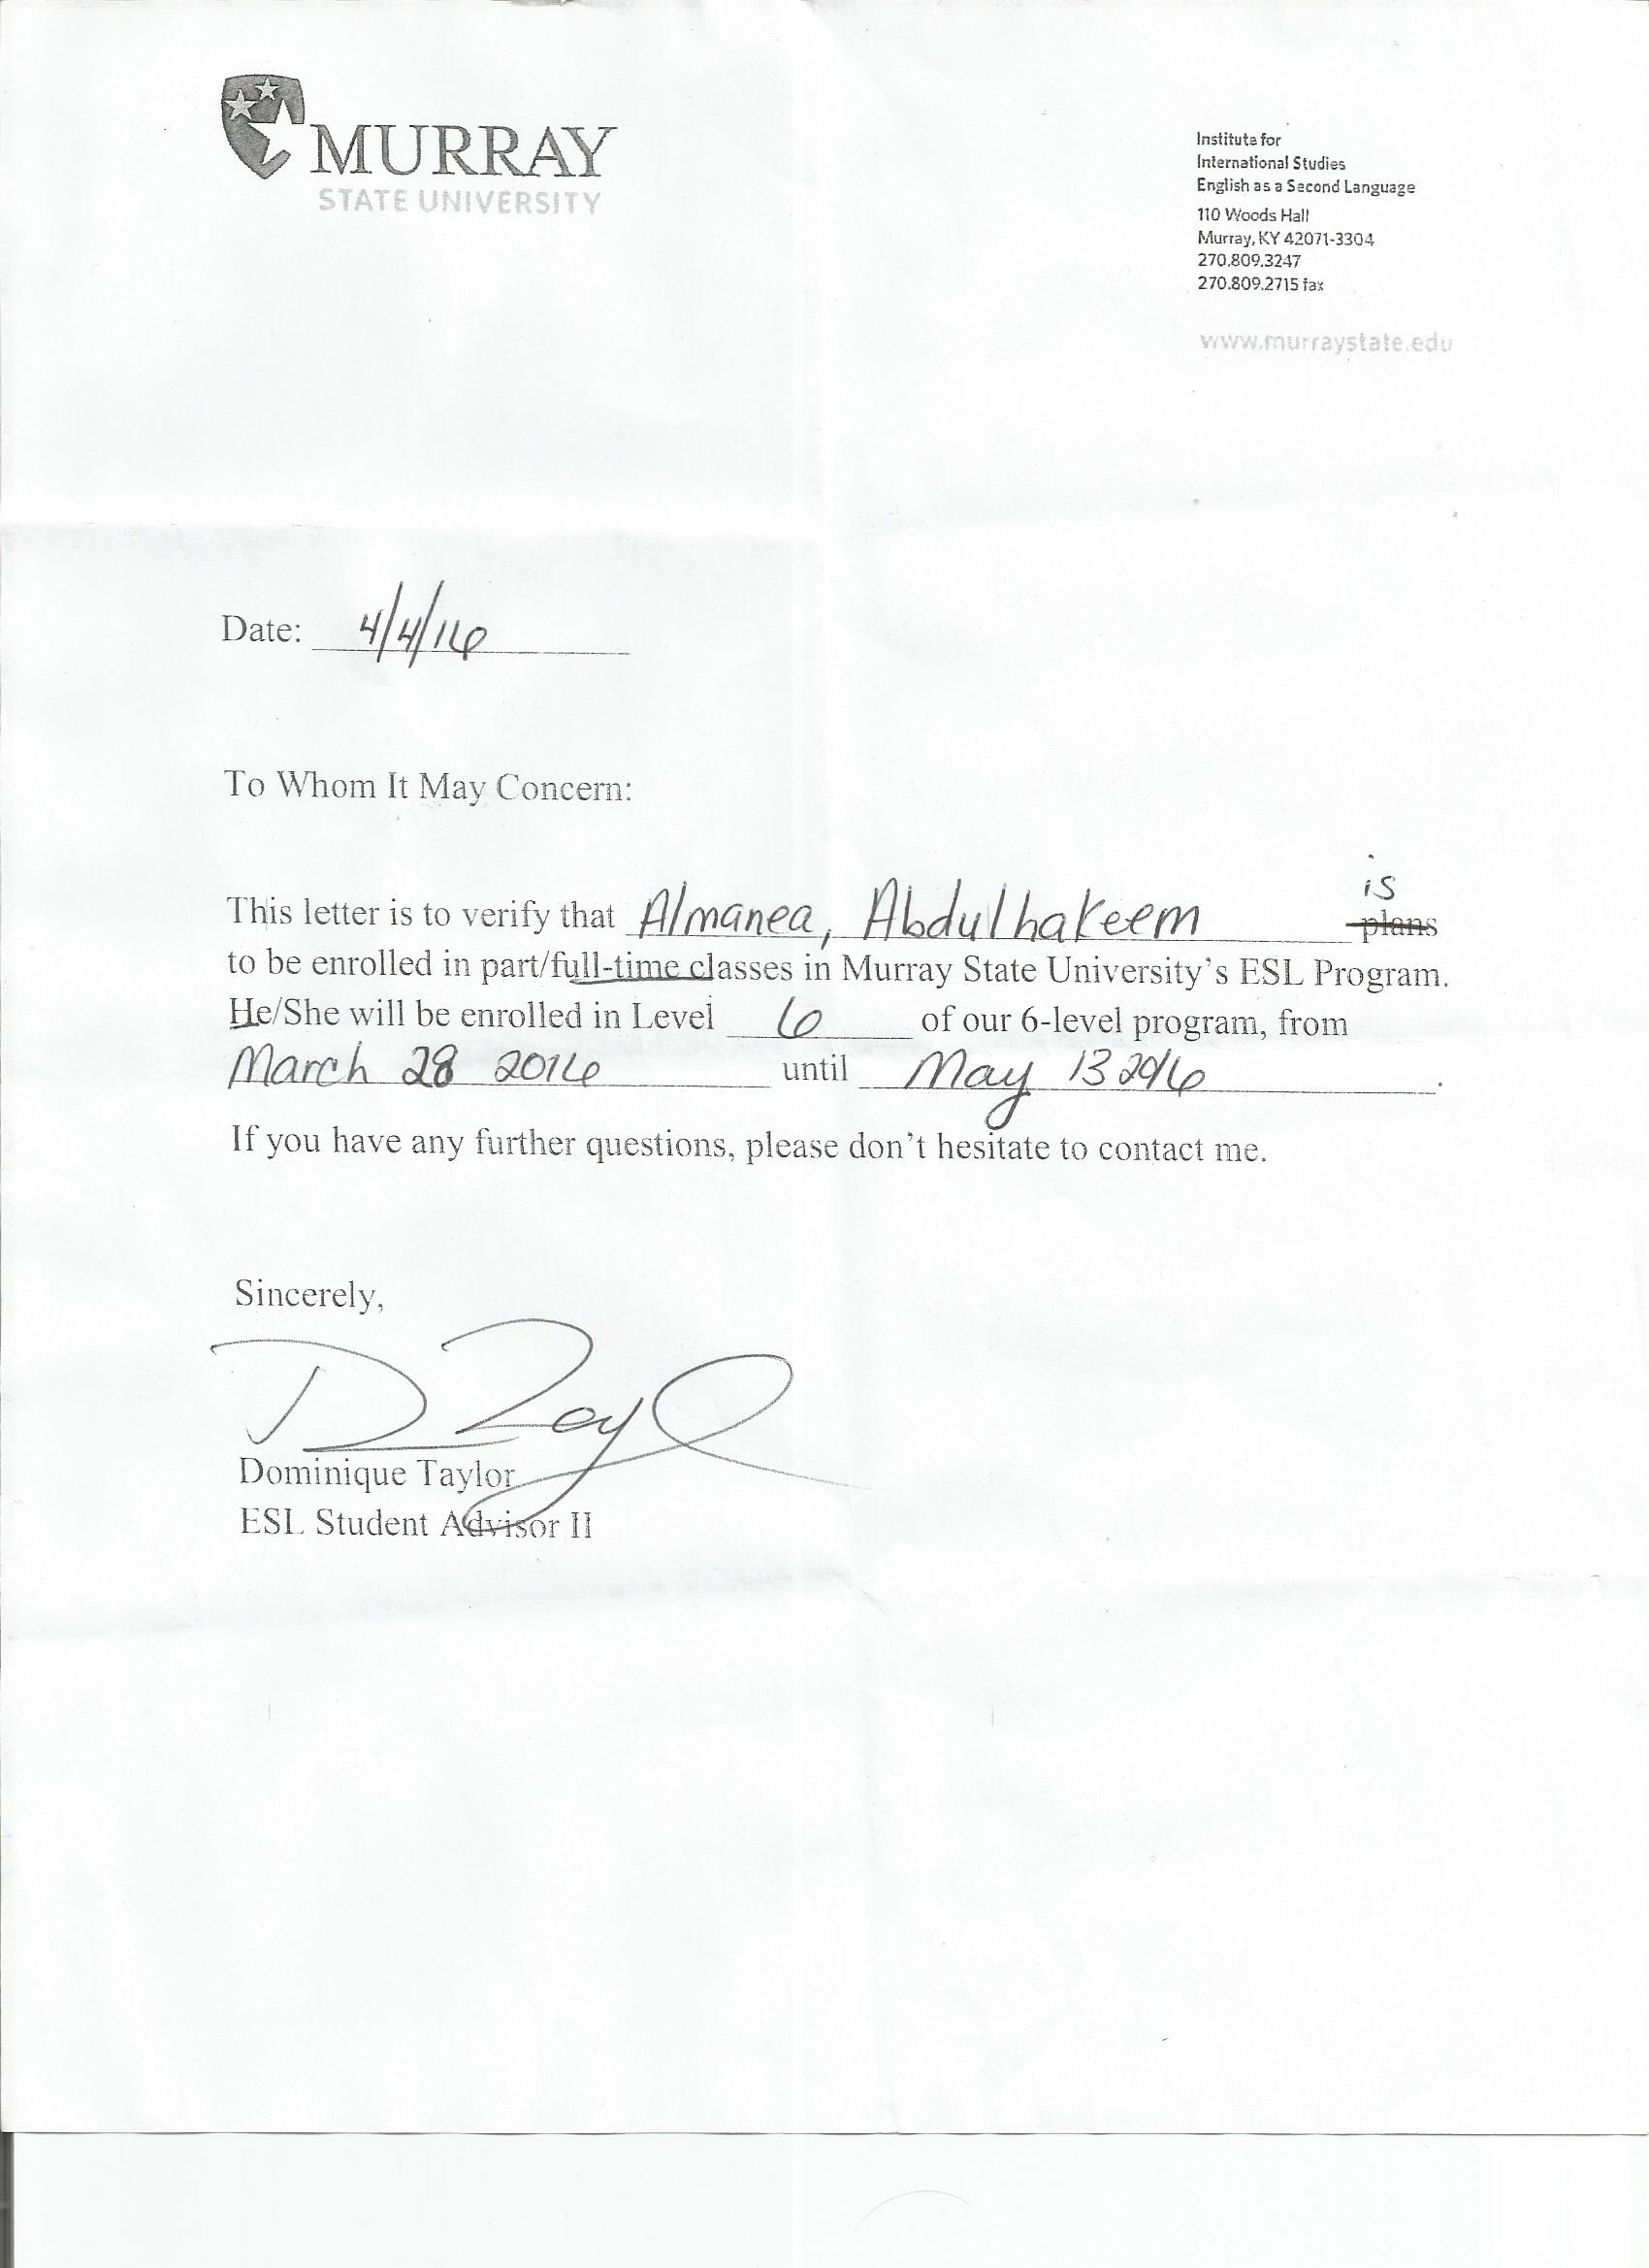 MURRAY
STATE UNIVERSITY
Institute for
International Studies
English as a Second Language
110 Woods Hall
Murray, KY 42071-3304
270.809.3247
270.809.2715 fax
www.murraystate.edu
Date: 4/4/16
To Whom It May Concern:
is
This letter is to verify that Almanea, Abdulhakeem plans
to be enrolled in part/full-time classes in Murray State University's ESL Program.
He/She will be enrolled in Level 6 of our 6-level program, from
March 28 2016 until May 13 2016.
If you have any further questions, please don't hesitate to contact me.
Sincerely,
D Taylor
Dominique Taylor
ESL Student Advisor II